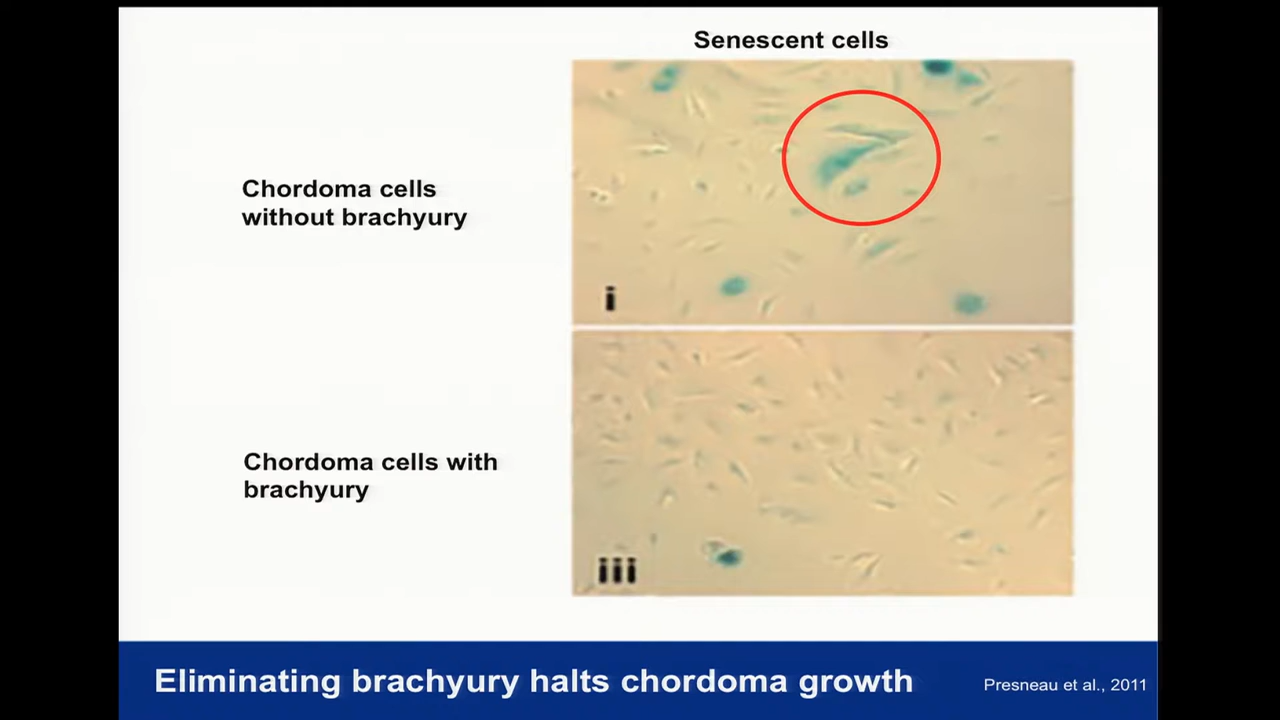 Senescent cells
Chordoma cells
without brachyury
i
Chordoma cells with
brachyury
iii
Eliminating brachyury halts chordoma growth
Presneau et al., 2011